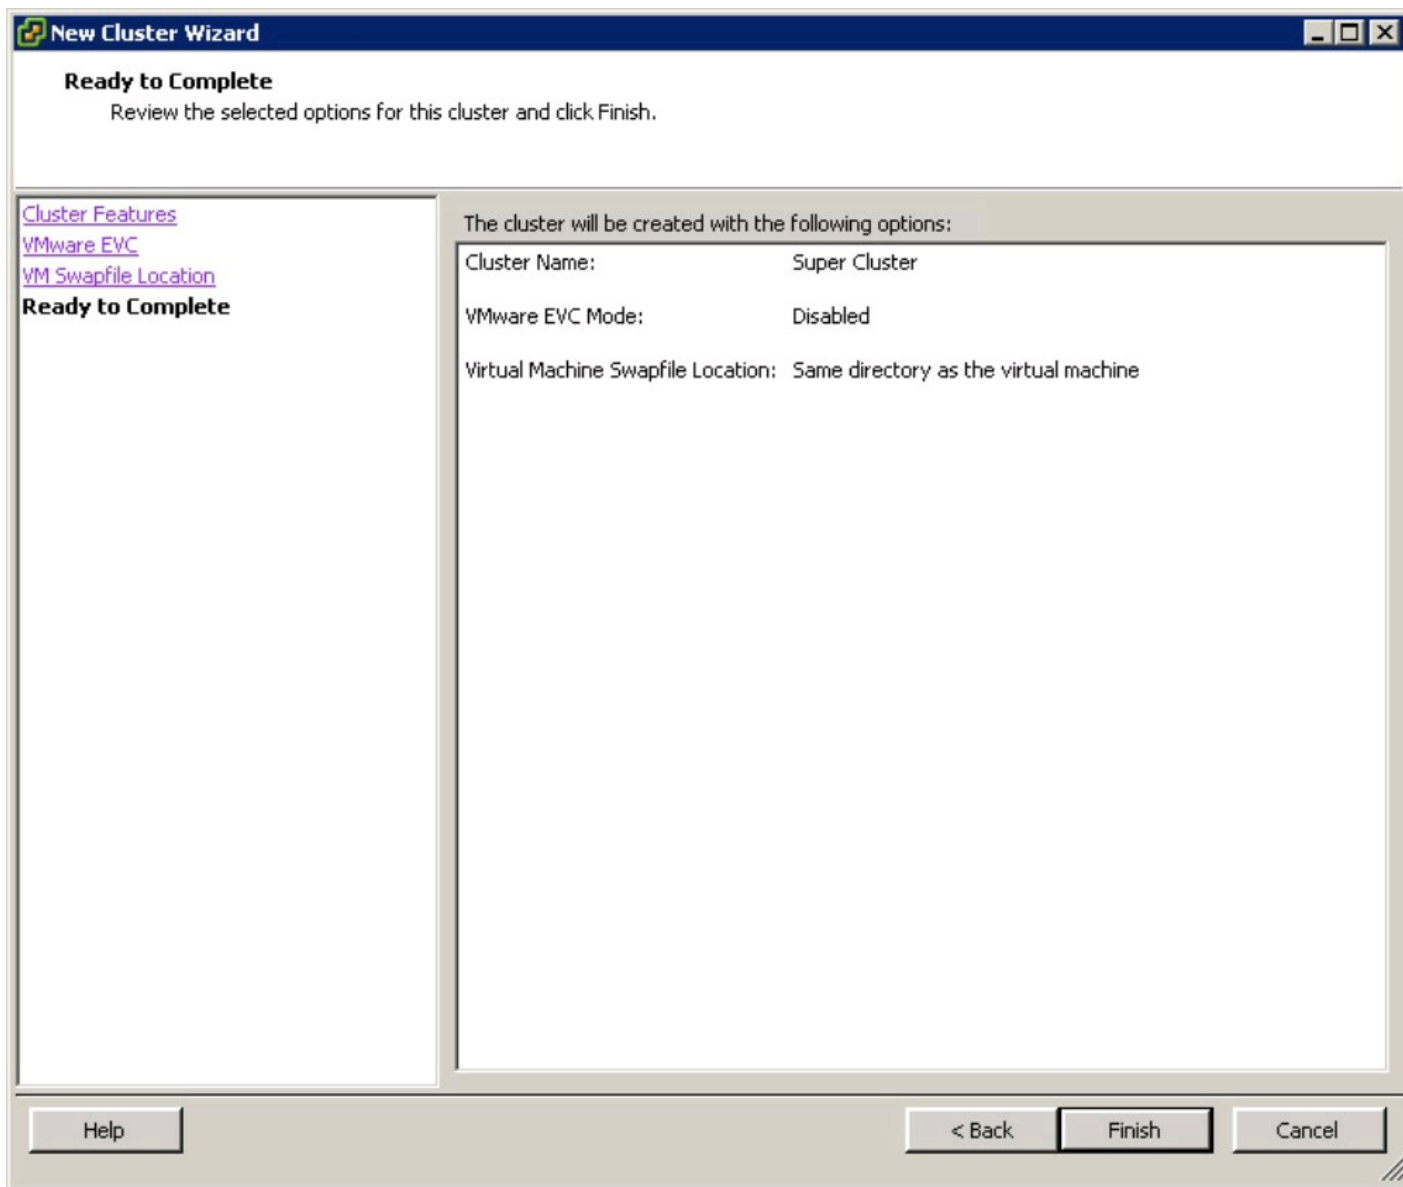 New Cluster Wizard
Ready to Complete
Review the selected options for this cluster and click Finish.
Cluster Features
VMware EVC
VM Swapfile Location
Ready to Complete
The cluster will be created with the following options:
Cluster Name: Super Cluster
VMware EVC Mode: Disabled
Virtual Machine Swapfile Location: Same directory as the virtual machine
Help < Back Finish Cancel